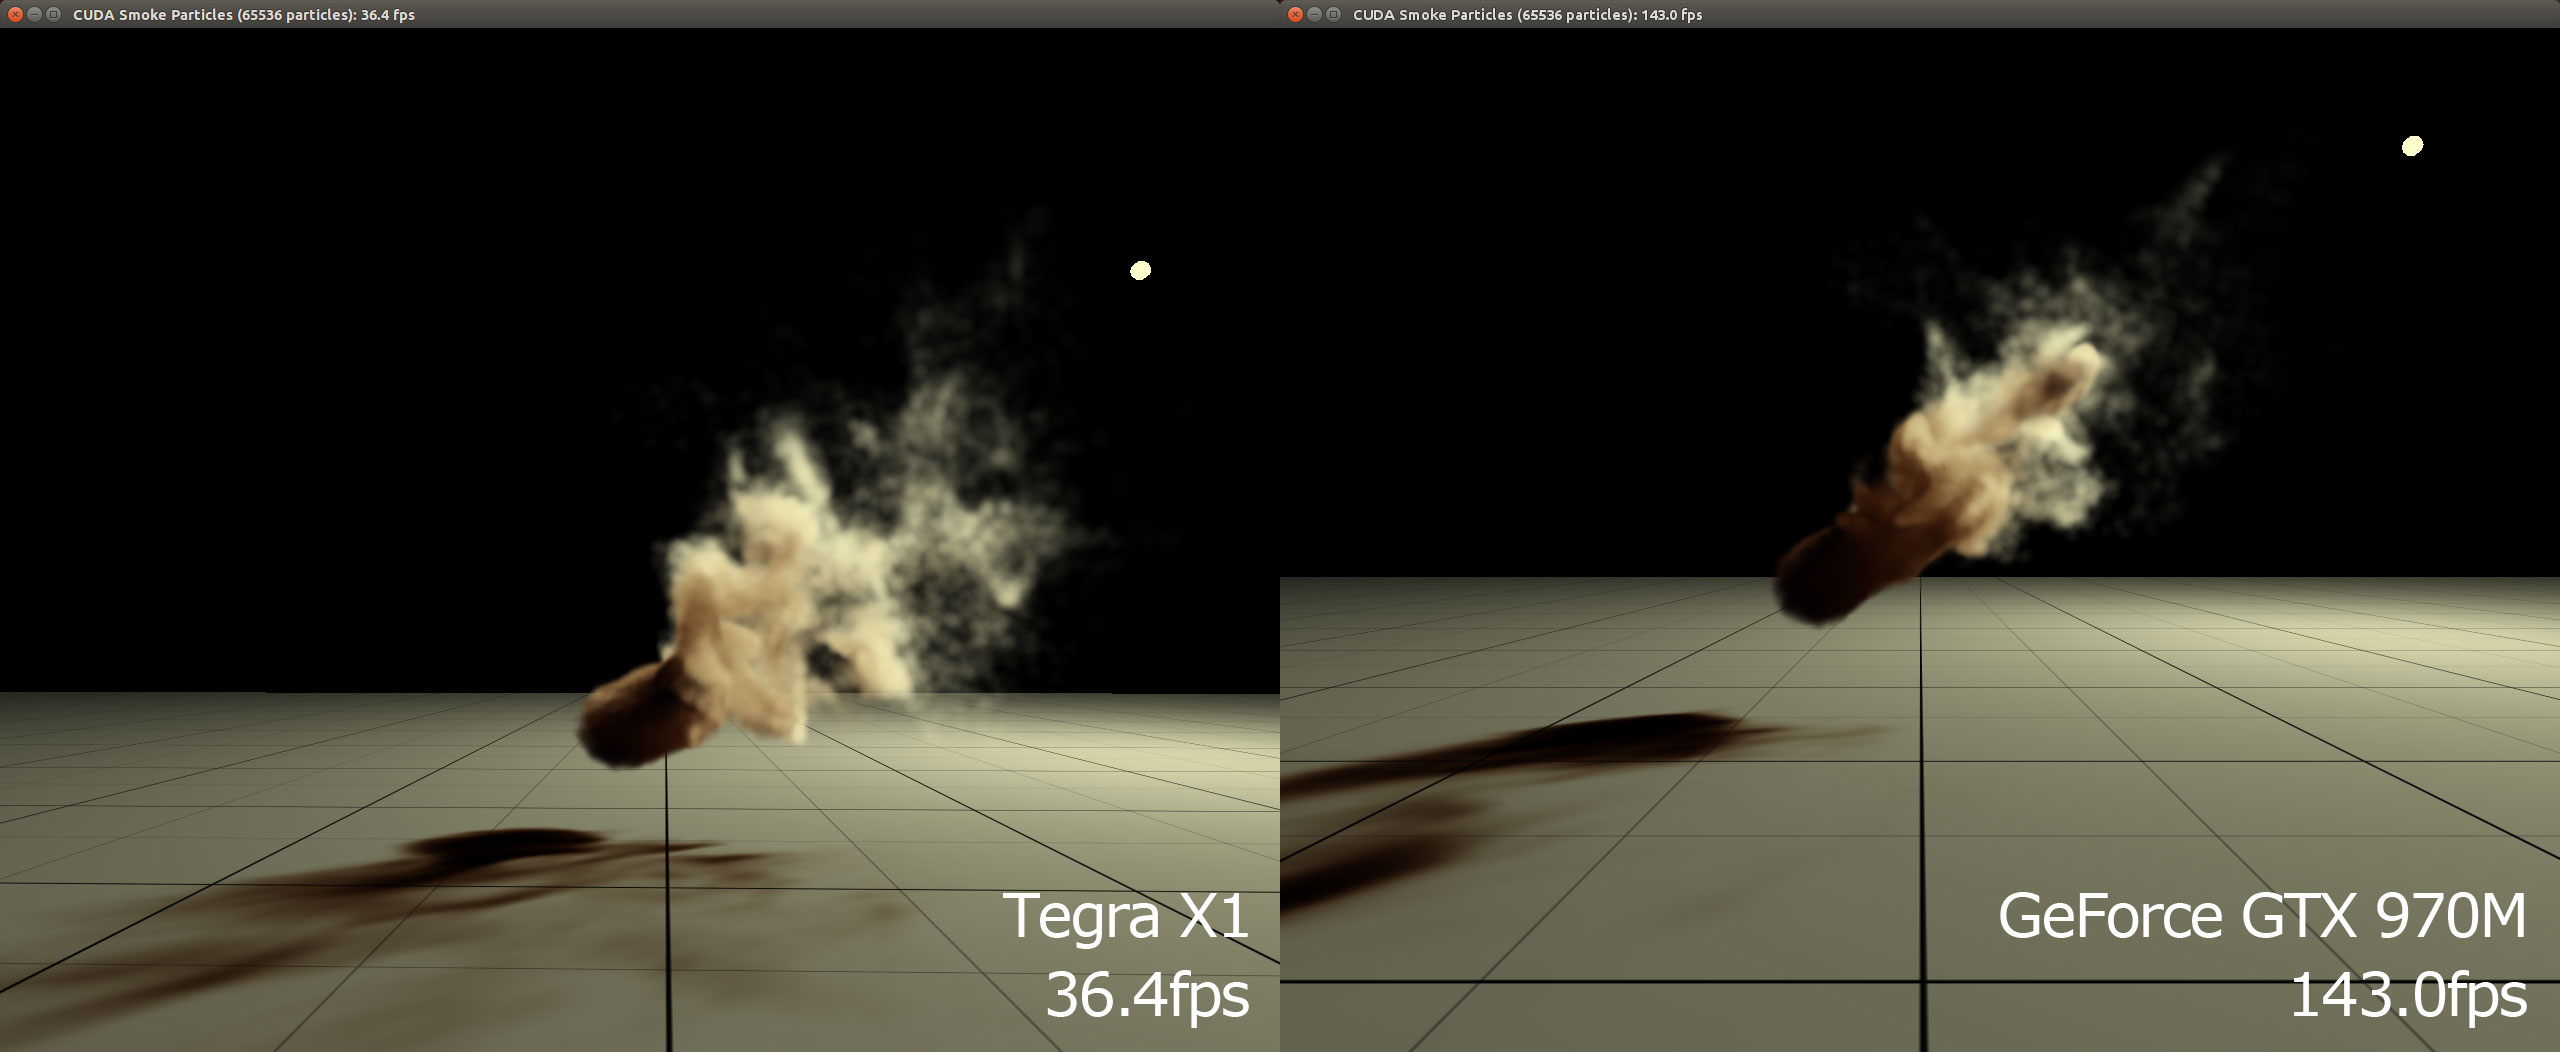 CUDA Smoke Particles (65536 particles): 36.4 fps
CUDA Smoke Particles (65536 particles): 143.0 fps
Tegra X1
36.4fps
GeForce GTX 970M
143.0fps